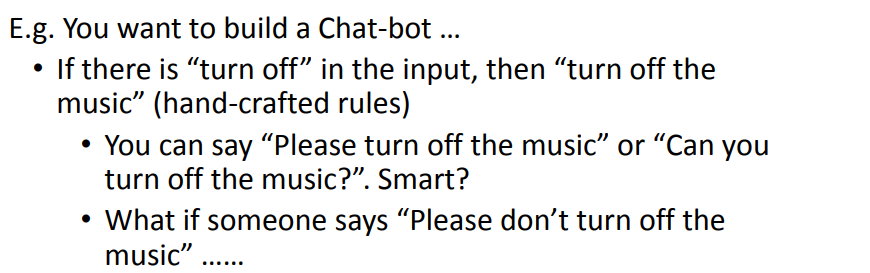 E.g. You want to build a Chat-bot …
• If there is “turn off” in the input, then “turn off the
music” (hand-crafted rules)
• You can say “Please turn off the music” or “Can you
turn off the music?”. Smart?
• What if someone says “Please don’t turn off the
music” ……